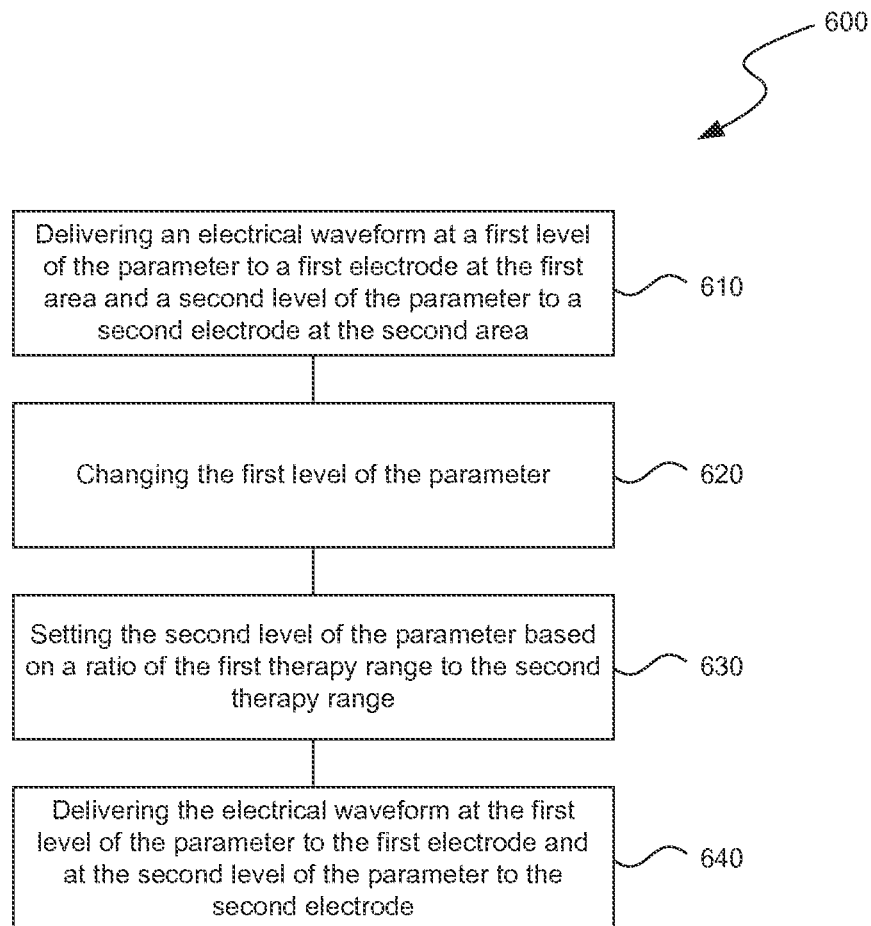 600
Delivering an electrical waveform at a first level
of the parameter to a first electrode at the first
area and a second level of the parameter to a
second electrode at the second area
610
Changing the first level of the parameter
620
Setting the second level of the parameter based
on a ratio of the first therapy range to the second
therapy range
630
Delivering the electrical waveform at the first
level of the parameter to the first electrode and
at the second level of the parameter to the
second electrode
640